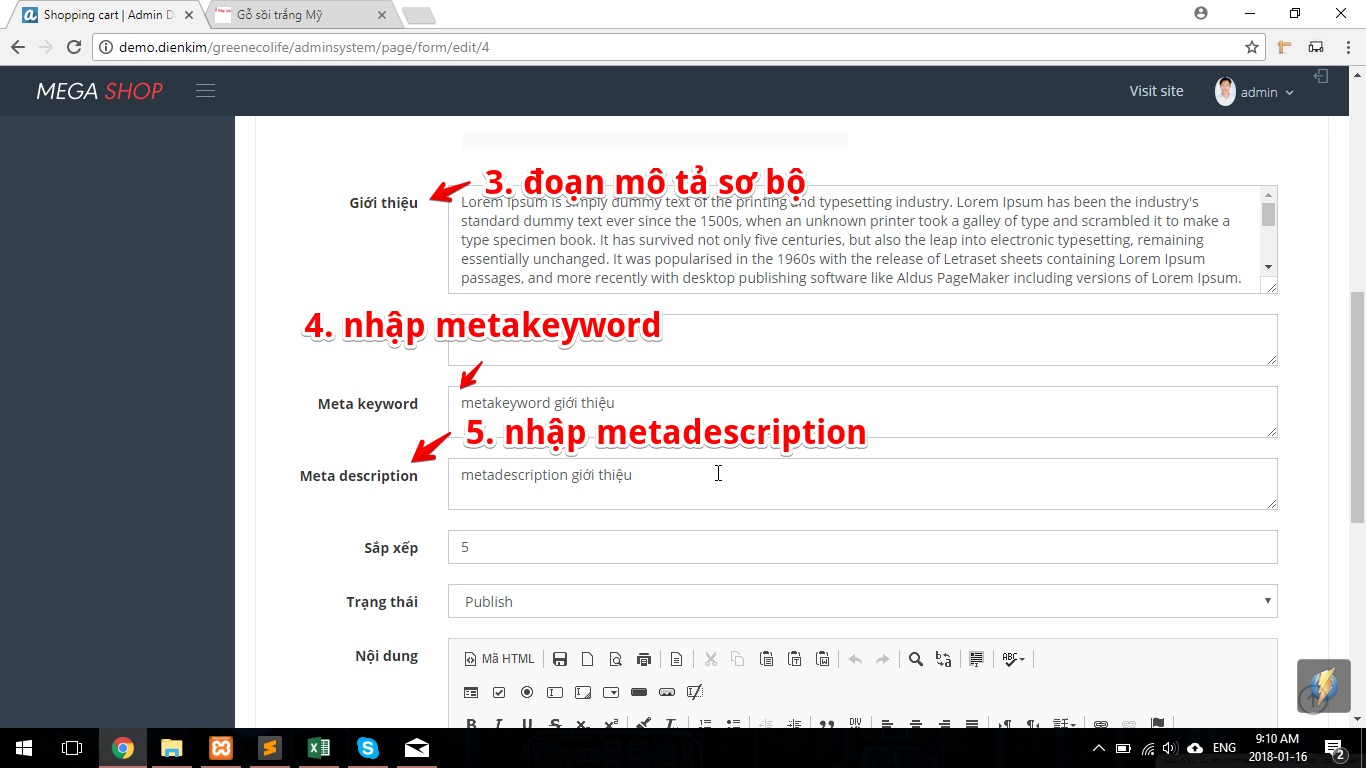 Shopping cart | Admin D
Gỗ sồi trắng Mỹ
demo.dienkim/greenecolife/adminsystem/page/form/edit/4
MEGA SHOP
Visit site
admin
3. đoạn mô tả sơ bộ
Giới thiệu
Lorem Ipsum is simply dummy text of the printing and typesetting industry. Lorem Ipsum has been the industry's
standard dummy text ever since the 1500s, when an unknown printer took a galley of type and scrambled it to make a
type specimen book. It has survived not only five centuries, but also the leap into electronic typesetting, remaining
essentially unchanged. It was popularised in the 1960s with the release of Letraset sheets containing Lorem Ipsum
passages, and more recently with desktop publishing software like Aldus PageMaker including versions of Lorem Ipsum.
4. nhập metakeyword
Meta keyword
metakeyword giới thiệu
5. nhập metadescription
Meta description
metadescription giới thiệu
Sắp xếp
5
Trạng thái
Publish
Nội dung
Mã HTML
ABC
B I U S x x² Tx
DIV
ENG
9:10 AM
2018-01-16
2